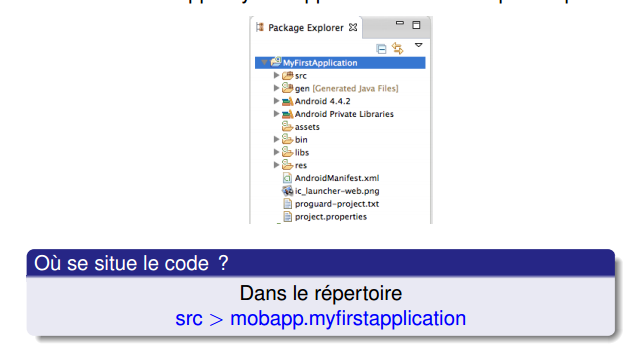 Package Explorer
MyFirstApplication
src
gen [Generated Java Files]
Android 4.4.2
Android Private Libraries
assets
bin
libs
res
AndroidManifest.xml
ic_launcher-web.png
proguard-project.txt
project.properties
Où se situe le code ?
Dans le répertoire
src > mobapp.myfirstapplication